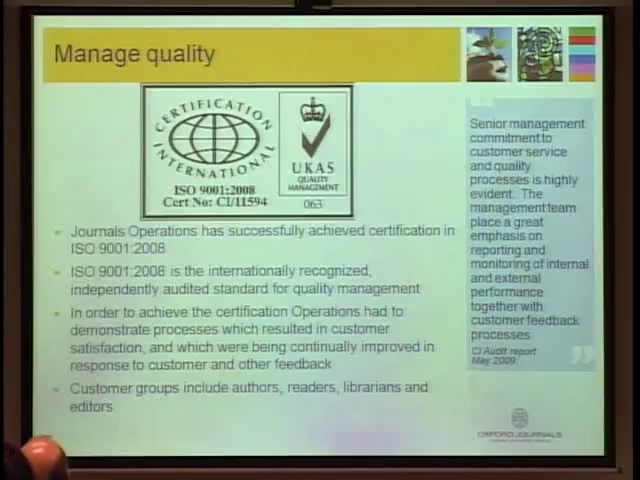 Manage quality
CERTIFICATION
INTERNATIONAL
ISO 9001:2008
Cert No: CI/11594
UKAS
QUALITY
MANAGEMENT
063
Journals Operations has successfully achieved certification in
ISO 9001:2008
ISO 9001:2008 is the internationally recognized,
independently audited standard for quality management
In order to achieve the certification Operations had to
demonstrate processes which resulted in customer
satisfaction, and which were being continually improved in
response to customer and other feedback
Customer groups include authors, readers, librarians and
editors
Senior management
commitment to
customer service
and quality
processes is highly
evident. The
management team
place a great
emphasis on
reporting and
monitoring of internal
and external
performance
together with
customer feedback
processes
CI Audit report
May 2009
OXFORD JOURNALS